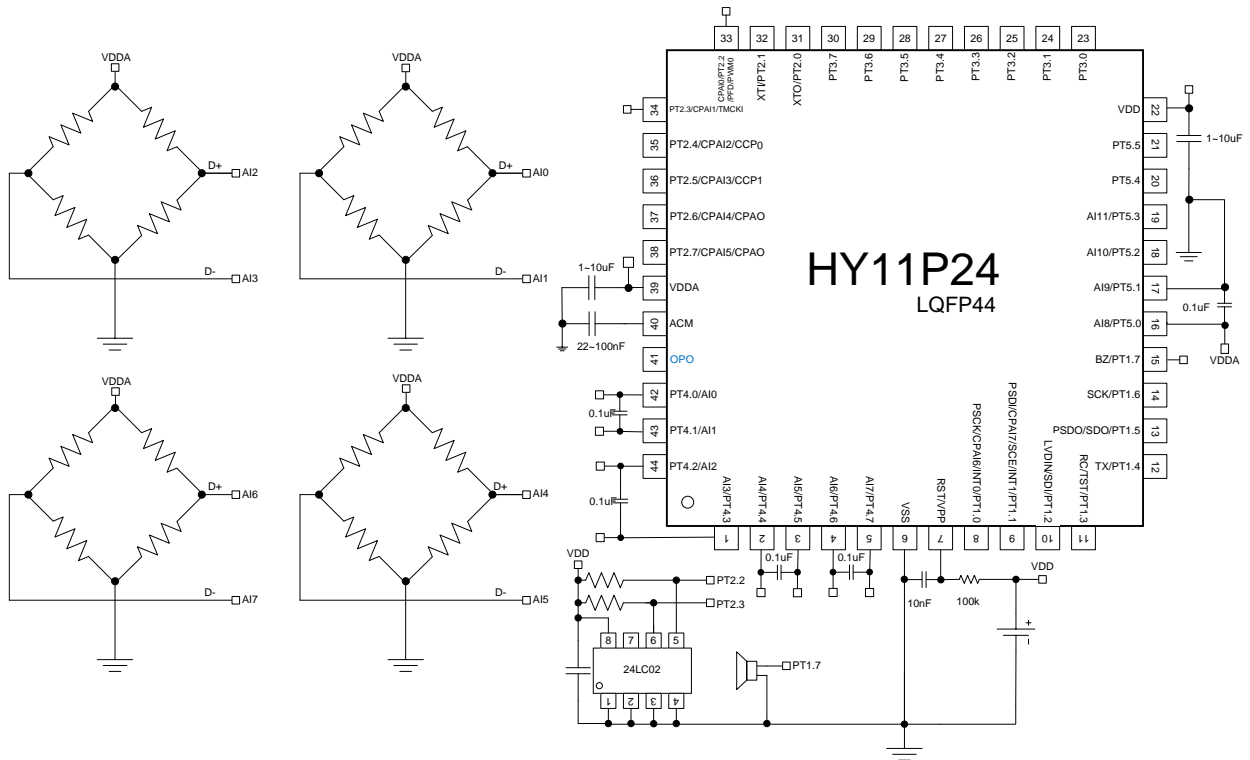 VDDA
D+
AI2
D-
AI3
VDDA
D+
AI0
D-
AI1
VDDA
D+
AI6
D-
AI7
VDDA
D+
AI4
D-
AI5
HY11P24
LQFP44
33
CPAI0/PT2.2
/PFD/PWM0
32
XTI/PT2.1
31
XTO/PT2.0
30
PT3.7
29
PT3.6
28
PT3.5
27
PT3.4
26
PT3.3
25
PT3.2
24
PT3.1
23
PT3.0
34
PT2.3/CPAI1/TMCKI
35
PT2.4/CPAI2/CCP0
36
PT2.5/CPAI3/CCP1
37
PT2.6/CPAI4/CPAO
38
PT2.7/CPAI5/CPAO
1~10uF
39
VDDA
40
ACM
22~100nF
41
OPO
42
PT4.0/AI0
0.1uF
43
PT4.1/AI1
44
PT4.2/AI2
0.1uF
VDD
22
1~10uF
PT5.5
21
PT5.4
20
AI11/PT5.3
19
AI10/PT5.2
18
AI9/PT5.1
17
0.1uF
AI8/PT5.0
16
VDDA
BZ/PT1.7
15
SCK/PT1.6
14
PSDO/SDO/PT1.5
13
TX/PT1.4
12
AI3/PT4.3
1
AI4/PT4.4
2
AI5/PT4.5
3
AI6/PT4.6
4
AI7/PT4.7
5
VSS
6
RST/VPP
7
PSCK/CPAI6/INT0/PT1.0
8
PSDI/CPAI7/SCE/INT1/PT1.1
9
LVDIN/SDI/PT1.2
10
RC/TST/PT1.3
11
0.1uF
0.1uF
10nF
100k
VDD
+
-
VDD
PT2.2
PT2.3
8
7
6
5
24LC02
1
2
3
4
PT1.7